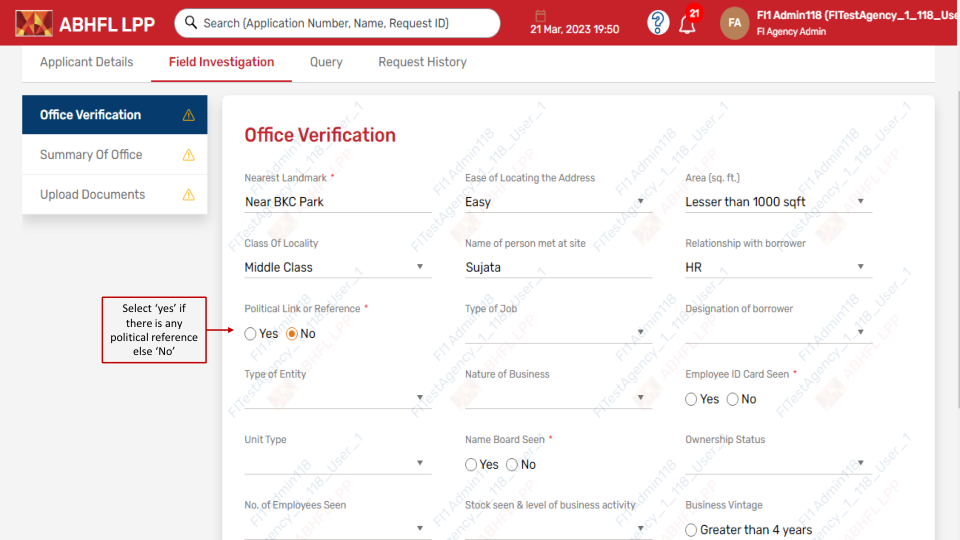 ABHFL LPP
Search (Application Number, Name, Request ID)
21 Mar, 2023 19:50
21
FA
FI1 Admin118 (FITestAgency_1_118_Use
FI Agency Admin
Applicant Details
Field Investigation
Query
Request History
Office Verification
Summary Of Office
Upload Documents
Office Verification
Nearest Landmark *
Ease of Locating the Address
Area (sq. ft.)
Near BKC Park
Easy
Lesser than 1000 sqft
Class Of Locality
Name of person met at site
Relationship with borrower
Middle Class
Sujata
HR
Select ‘yes’ if
there is any
political reference
else ‘No’
Political Link or Reference *
Type of Job
Designation of borrower
Yes
No
Type of Entity
Nature of Business
Employee ID Card Seen *
Yes
No
Unit Type
Name Board Seen *
Ownership Status
Yes
No
No. of Employees Seen
Stock seen & level of business activity
Business Vintage
Greater than 4 years